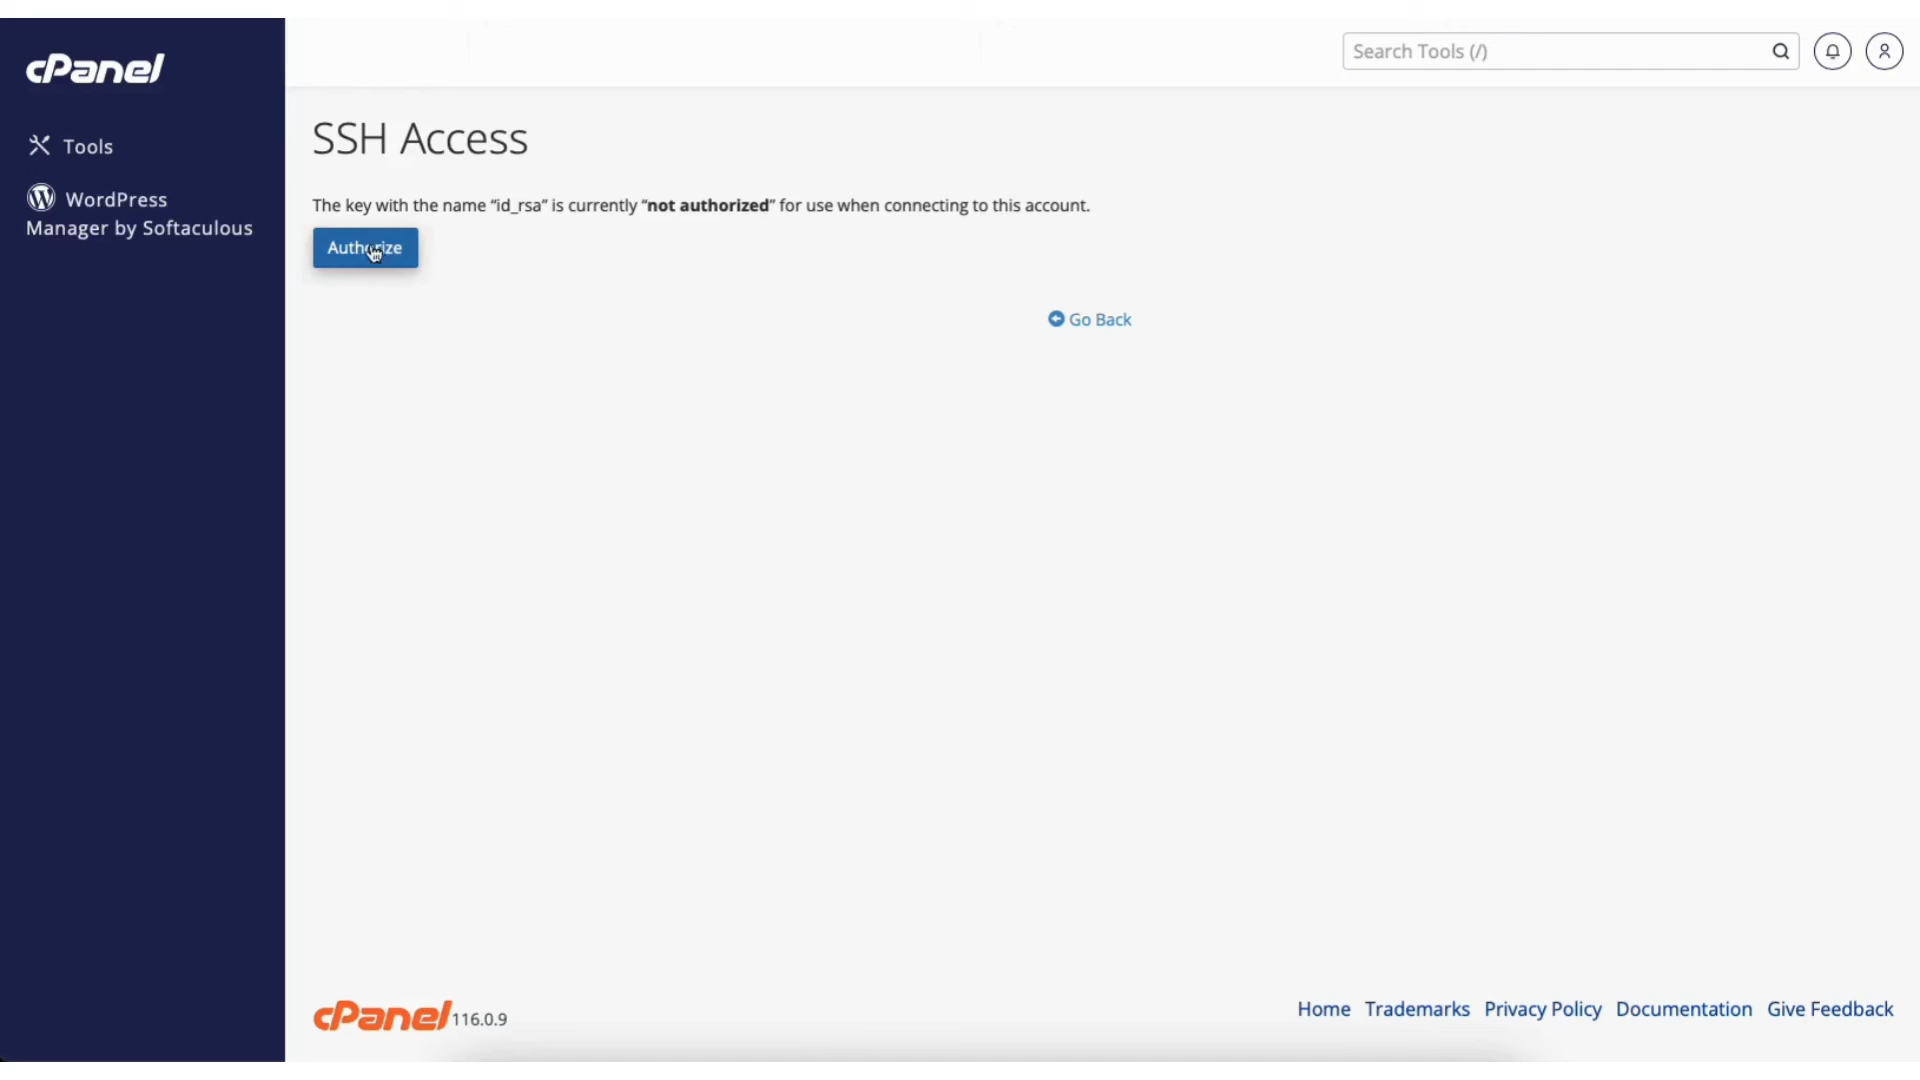 cPanel
Search Tools (/)
Tools
WordPress
Manager by Softaculous
SSH Access
The key with the name “id_rsa” is currently “not authorized” for use when connecting to this account.
Authorize
Go Back
cPanel 116.0.9
Home Trademarks Privacy Policy Documentation Give Feedback